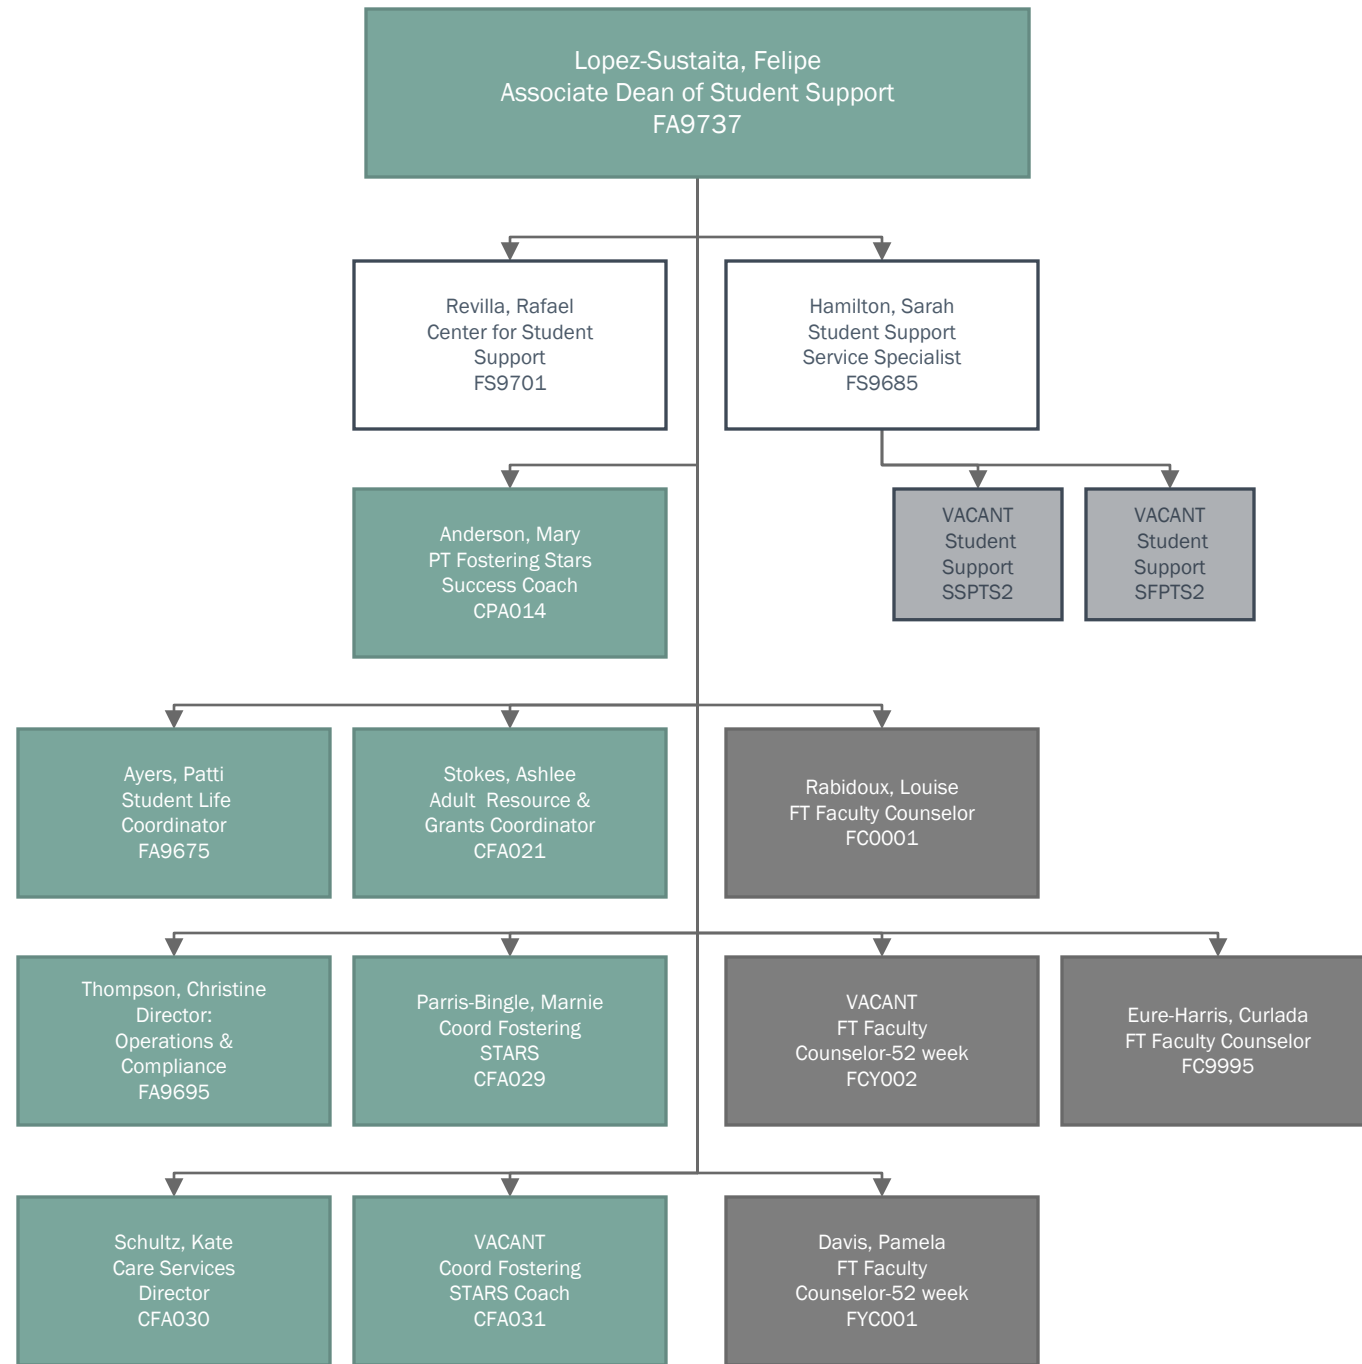 Lopez-Sustaita, Felipe
Associate Dean of Student Support
FA9737
Revilla, Rafael
Center for Student
Support
FS9701
Hamilton, Sarah
Student Support
Service Specialist
FS9685
Anderson, Mary
PT Fostering Stars
Success Coach
CPA014
VACANT
Student
Support
SSPTS2
VACANT
Student
Support
SFPTS2
Ayers, Patti
Student Life
Coordinator
FA9675
Stokes, Ashlee
Adult Resource &
Grants Coordinator
CFA021
Rabidoux, Louise
FT Faculty Counselor
FC0001
Thompson, Christine
Director:
Operations &
Compliance
FA9695
Parris-Bingle, Marnie
Coord Fostering
STARS
CFA029
VACANT
FT Faculty
Counselor-52 week
FCY002
Eure-Harris, Curlada
FT Faculty Counselor
FC9995
Schultz, Kate
Care Services
Director
CFA030
VACANT
Coord Fostering
STARS Coach
CFA031
Davis, Pamela
FT Faculty
Counselor-52 week
FYC001